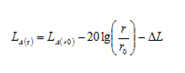 L_{A(r)} = L_{A(r0)} - 20lg(r/r_0) - ΔL